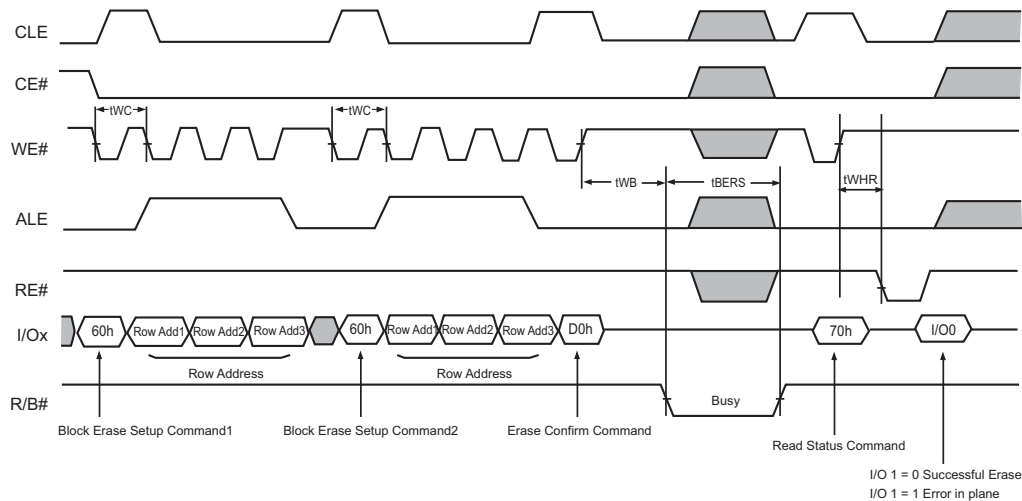 CLE
CE#
tWC
tWC
WE#
tWB
tBERS
tWHR
ALE
RE#
I/Ox
60h
Row Add1
Row Add2
Row Add3
60h
Row Add1
Row Add2
Row Add3
D0h
70h
I/O0
Row Address
Row Address
R/B#
Busy
Block Erase Setup Command1
Block Erase Setup Command2
Erase Confirm Command
Read Status Command
I/O 1 = 0 Successful Erase
I/O 1 = 1 Error in plane